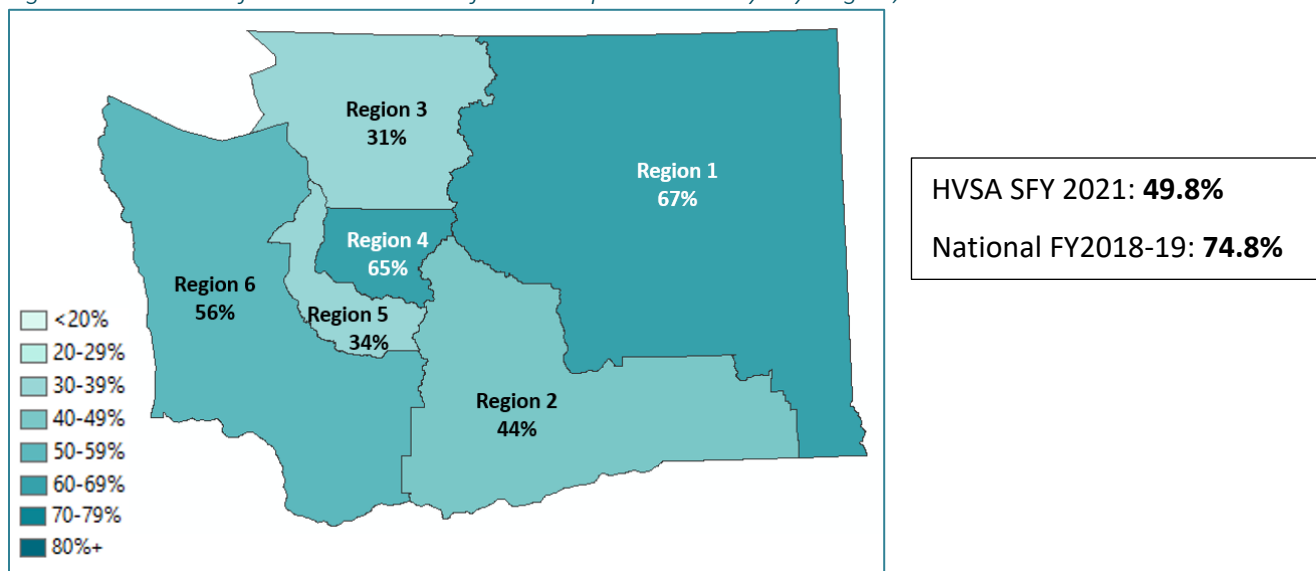 Region 3
31%
Region 1
67%
Region 4
65%
Region 6
56%
Region 5
34%
Region 2
44%
<20%
20-29%
30-39%
40-49%
50-59%
60-69%
70-79%
80%+
HVSA SFY 2021: 49.8%
National FY2018-19: 74.8%